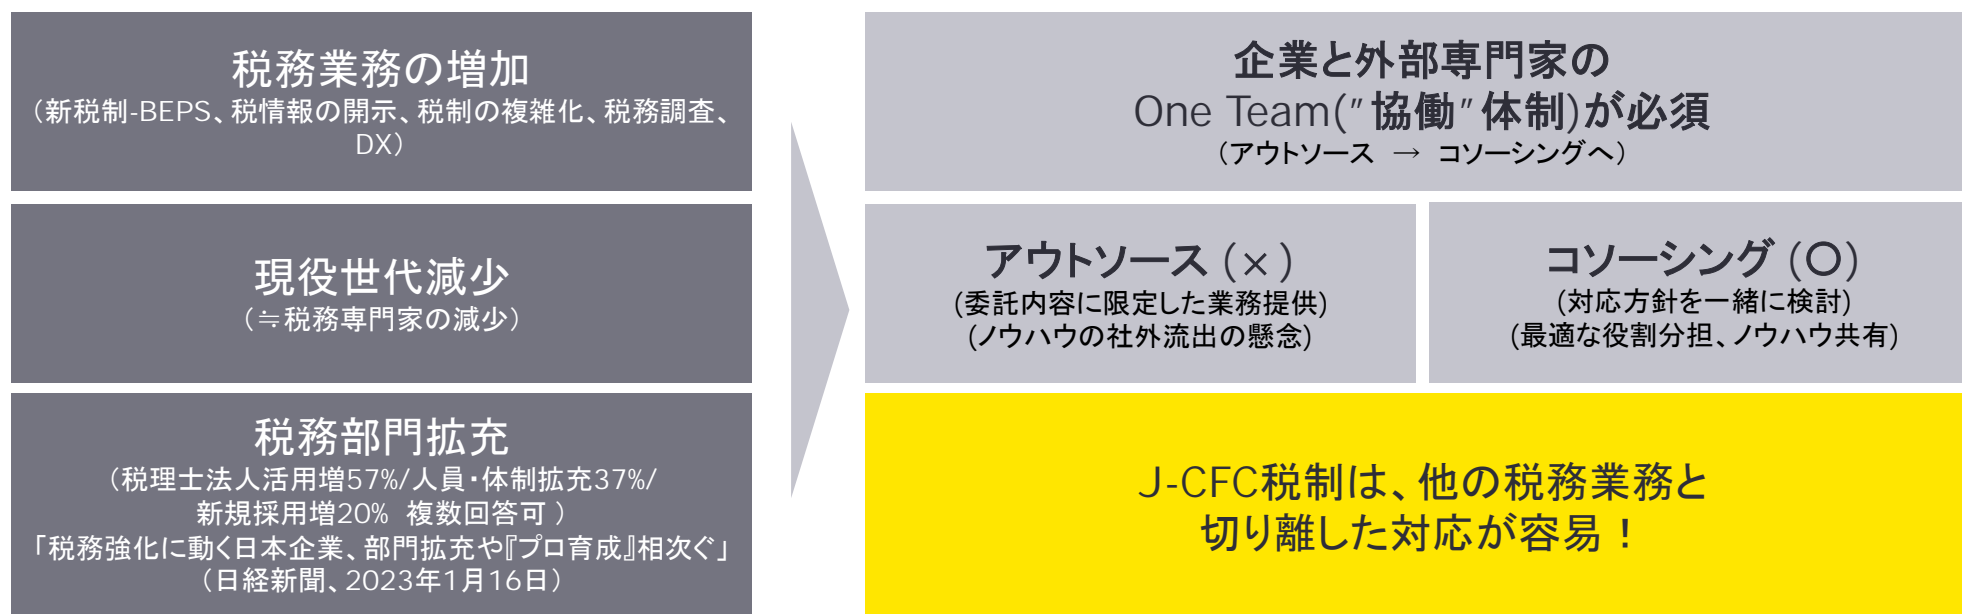 税務業務の増加
（新税制-BEPS、税情報の開示、税制の複雑化、税務調査、
DX）
現役世代減少
（≒税務専門家の減少）
税務部門拡充
（税理士法人活用増57%/人員・体制拡充37%/
新規採用増20% 複数回答可 ）
「税務強化に動く日本企業、部門拡充や『プロ育成』相次ぐ」
（日経新聞、2023年1月16日）
企業と外部専門家の
One Team(″協働″体制)が必須
（アウトソース → コソーシングへ）
アウトソース (×)
(委託内容に限定した業務提供)
(ノウハウの社外流出の懸念)
コソーシング (〇)
(対応方針を一緒に検討)
(最適な役割分担、ノウハウ共有)
J-CFC税制は、他の税務業務と
切り離した対応が容易！